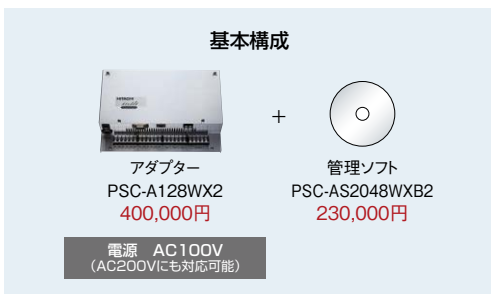 基本構成
HITACHI
+
アダプター
PSC-A128WX2
400,000円
管理ソフト
PSC-AS2048WXB2
230,000円
電源 AC100V
（AC200Vにも対応可能）